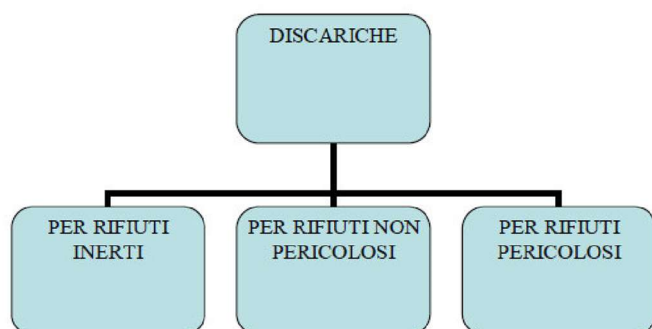 DISCARICHE
PER RIFIUTI
INERTI
PER RIFIUTI NON
PERICOLOSI
PER RIFIUTI
PERICOLOSI